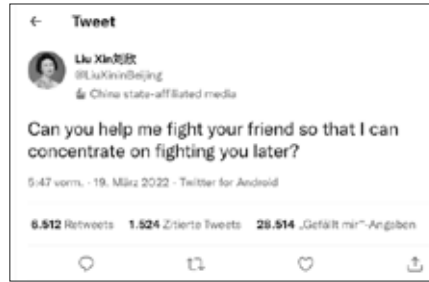 Tweet
Liu Xin刘欣
@LiuXininBeijing
China state-affiliated media
Can you help me fight your friend so that I can
concentrate on fighting you later?
5:47 vorm. · 19. März 2022 · Twitter for Android
6.512 Retweets 1.524 Zitierte Tweets 28.514 „Gefällt mir“-Angaben